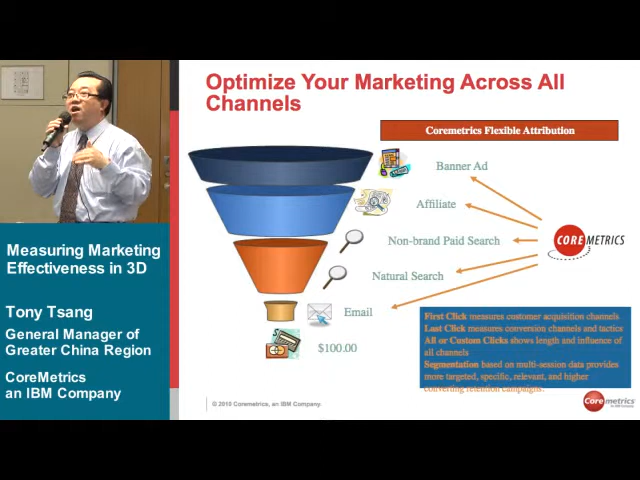 Optimize Your Marketing Across All
Channels
Coremetrics Flexible Attribution
Banner Ad
Affiliate
Non-brand Paid Search
Natural Search
Email
$100.00
COREMETRICS
First Click measures customer acquisition channels
Last Click measures conversion channels and tactics
All or Custom Clicks shows length and influence of
all channels
Segmentation based on multi-session data provides
more targeted, specific, relevant, and higher
converting retention campaigns.
Measuring Marketing
Effectiveness in 3D
Tony Tsang
General Manager of
Greater China Region
CoreMetrics
an IBM Company
© 2010 Coremetrics, an IBM Company.
Coremetrics
An IBM Company